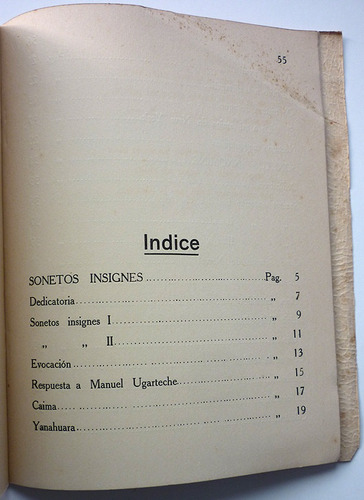 55
Indice
SONETOS INSIGNES ........................ Pag. 5
Dedicatoria ........................ „ 7
Sonetos insignes I ........................ „ 9
„ „ II ........................ „ 11
Evocación ........................ „ 13
Respuesta a Manuel Ugarteche ........................ „ 15
Caima ........................ „ 17
Yanahuara ........................ „ 19